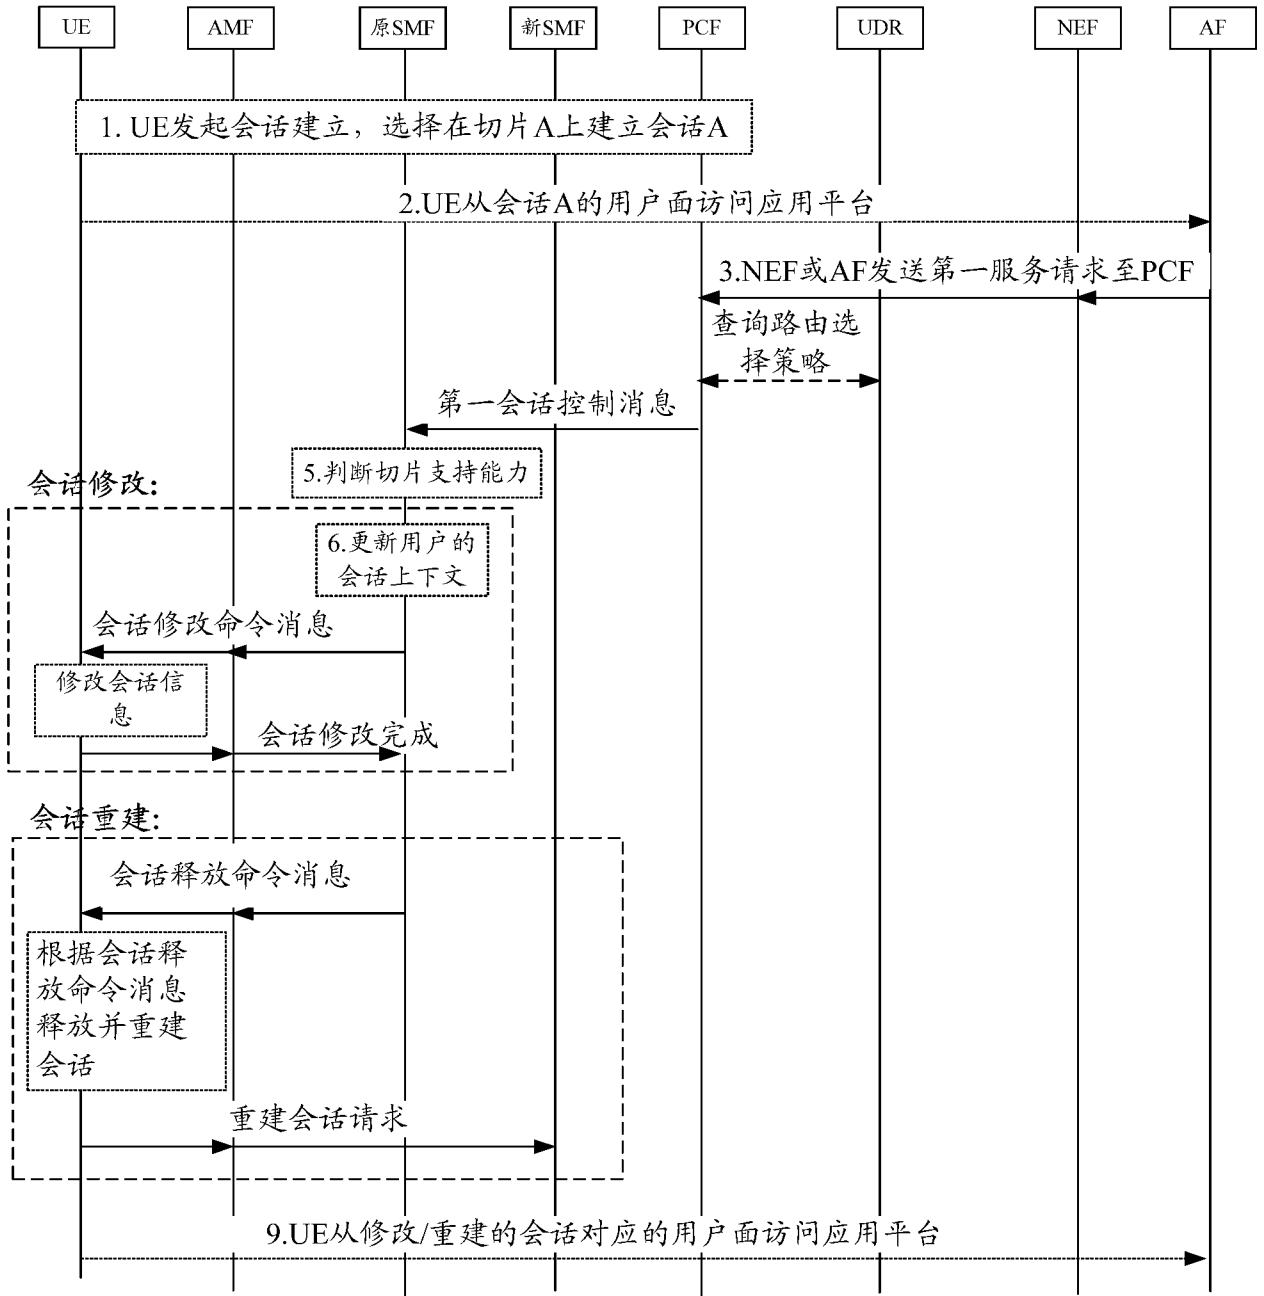 UE
AMF
原SMF
新SMF
PCF
UDR
NEF
AF
1. UE发起会话建立，选择在切片A上建立会话A
2.UE从会话A的用户面访问应用平台
3.NEF或AF发送第一服务请求至PCF
查询路由选
择策略
第一会话控制消息
5.判断切片支持能力
会话修改：
6.更新用户的
会话上下文
会话修改命令消息
修改会话信
息
会话修改完成
会话重建：
会话释放命令消息
根据会话释
放命令消息
释放并重建
会话
重建会话请求
9.UE从修改/重建的会话对应的用户面访问应用平台